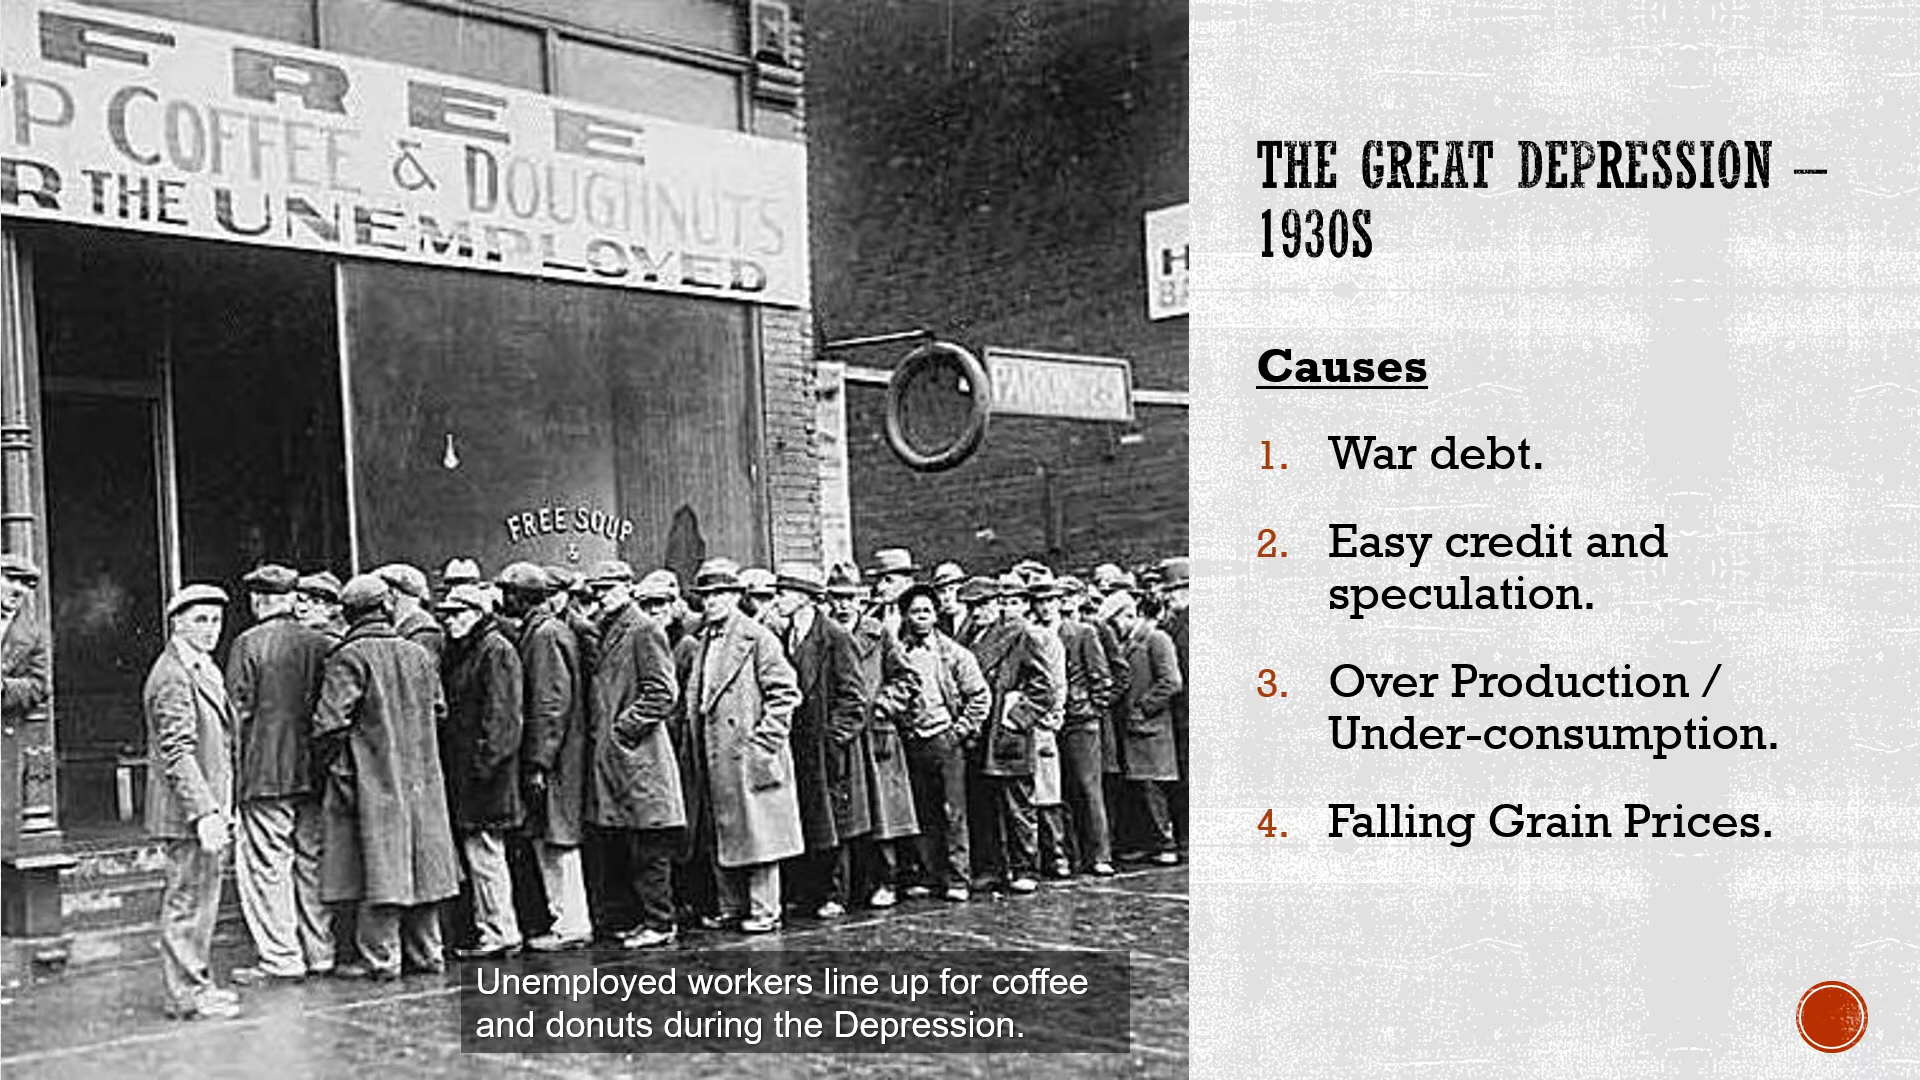 FREE
COFFEE & DOUGHNUTS
THE UNEMPLOYED
FREE SOUP
&
Unemployed workers line up for coffee
and donuts during the Depression.
THE GREAT DEPRESSION –
1930S
Causes
1. War debt.
2. Easy credit and
speculation.
3. Over Production /
Under-consumption.
4. Falling Grain Prices.